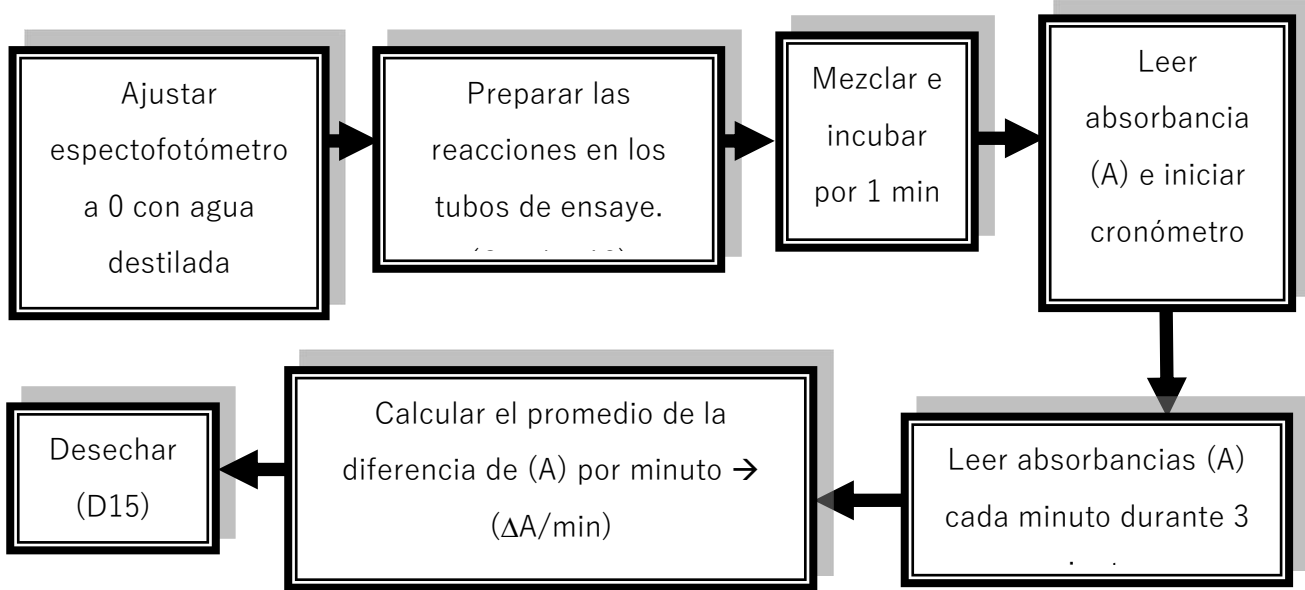 Ajustar
espectofotómetro
a 0 con agua
destilada
Preparar las
reacciones en los
tubos de ensaye.
Mezclar e
incubar
por 1 min
Leer
absorbancia
(A) e iniciar
cronómetro
Leer absorbancias (A)
cada minuto durante 3
Calcular el promedio de la
diferencia de (A) por minuto →
(ΔA/min)
Desechar
(D15)